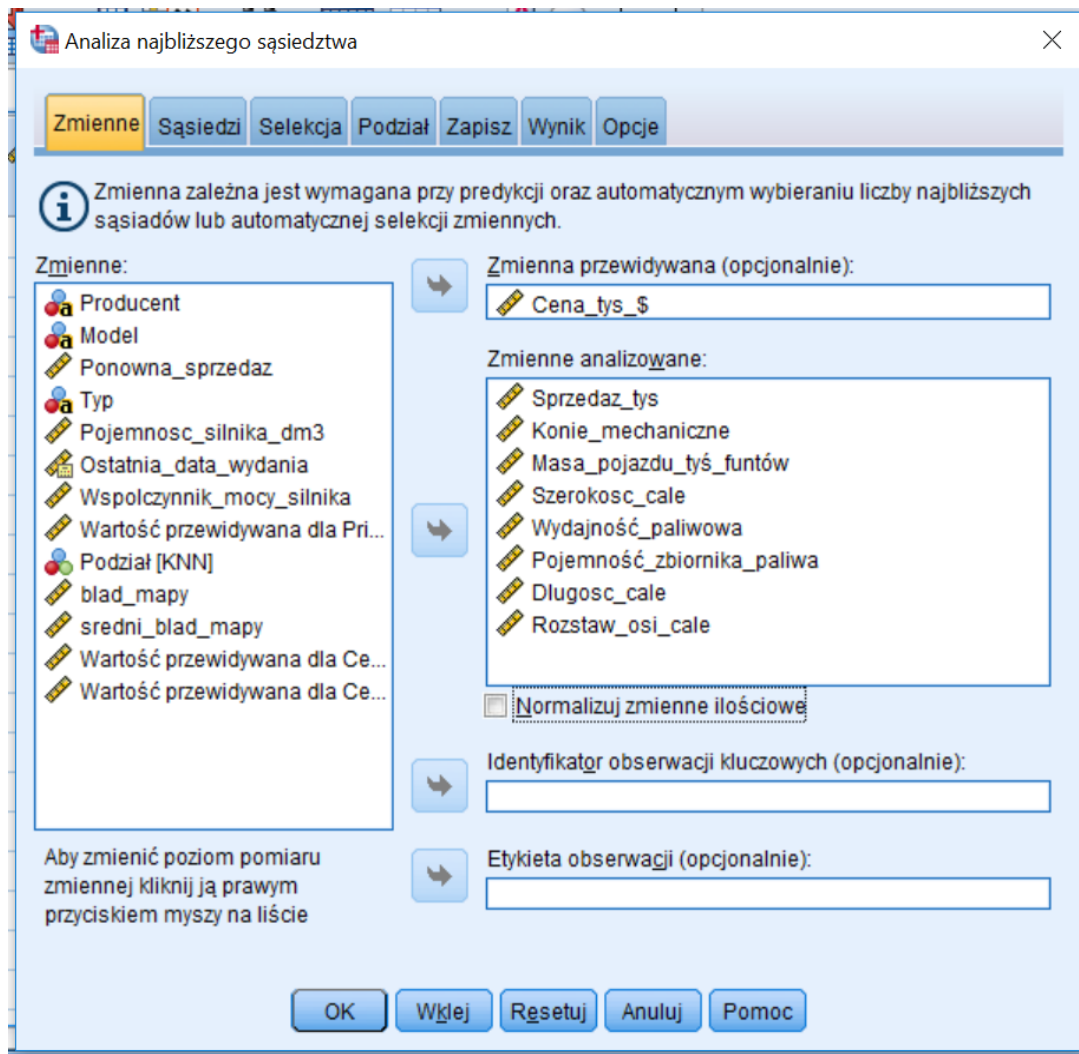 Analiza najbliższego sąsiedztwa
Zmienne Sąsiedzi Selekcja Podział Zapisz Wynik Opcje
Zmienna zależna jest wymagana przy predykcji oraz automatycznym wybieraniu liczby najbliższych
sąsiadów lub automatycznej selekcji zmiennych.
Zmienne:
Producent
Model
Ponowna_sprzedaz
Typ
Pojemnosc_silnika_dm3
Ostatnia_data_wydania
Wspolczynnik_mocy_silnika
Wartość przewidywana dla Pri...
Podział [KNN]
blad_mapy
sredni_blad_mapy
Wartość przewidywana dla Ce...
Wartość przewidywana dla Ce...
Aby zmienić poziom pomiaru
zmiennej kliknij ją prawym
przyciskiem myszy na liście
Zmienna przewidywana (opcjonalnie):
Cena_tys_$
Zmienne analizowane:
Sprzedaz_tys
Konie_mechaniczne
Masa_pojazdu_tyś_funtów
Szerokosc_cale
Wydajność_paliwowa
Pojemność_zbiornika_paliwa
Dlugosc_cale
Rozstaw_osi_cale
Normalizuj zmienne ilościowe
Identyfikator obserwacji kluczowych (opcjonalnie):
Etykieta obserwacji (opcjonalnie):
OK Wklej Resetuj Anuluj Pomoc